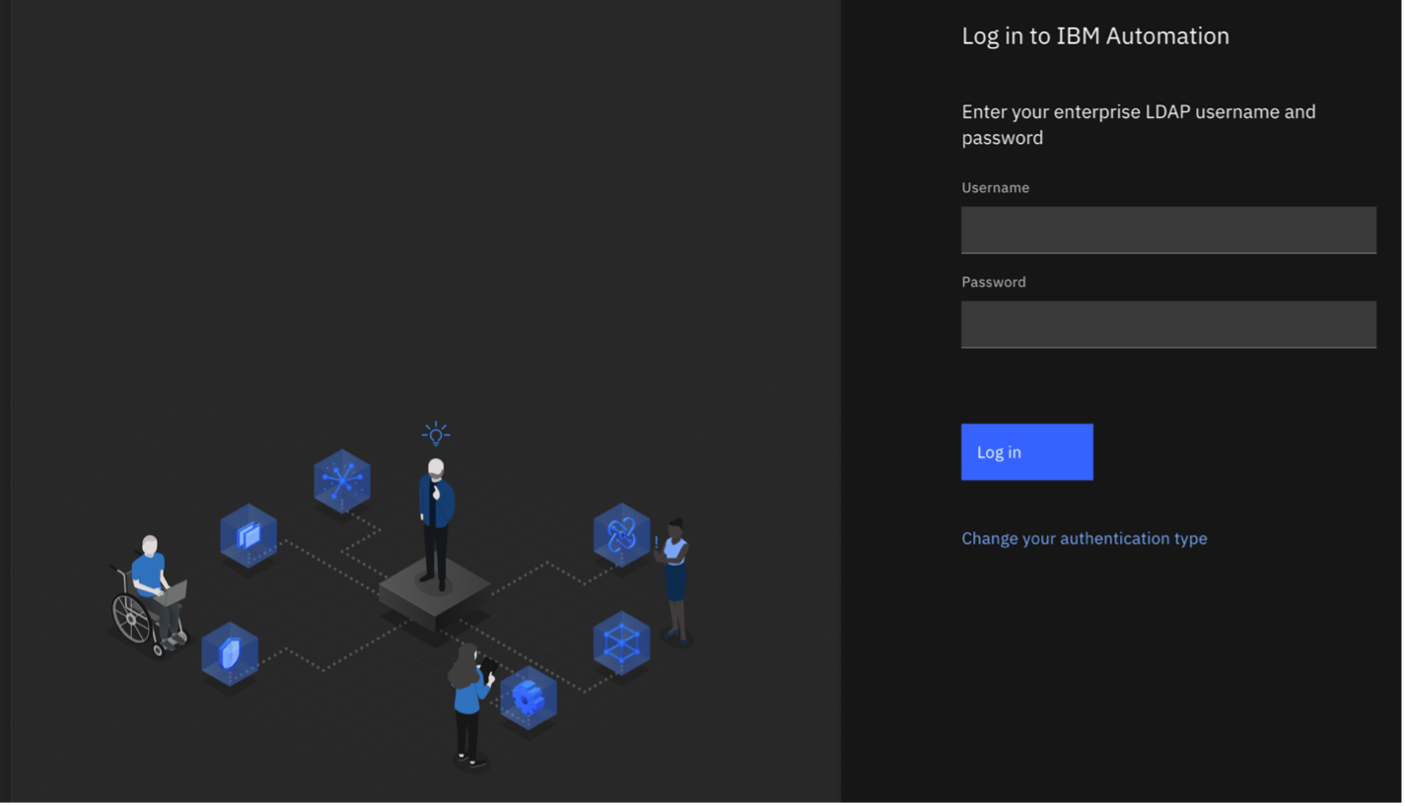 Log in to IBM Automation
Enter your enterprise LDAP username and
password
Username
Password
Log in
Change your authentication type